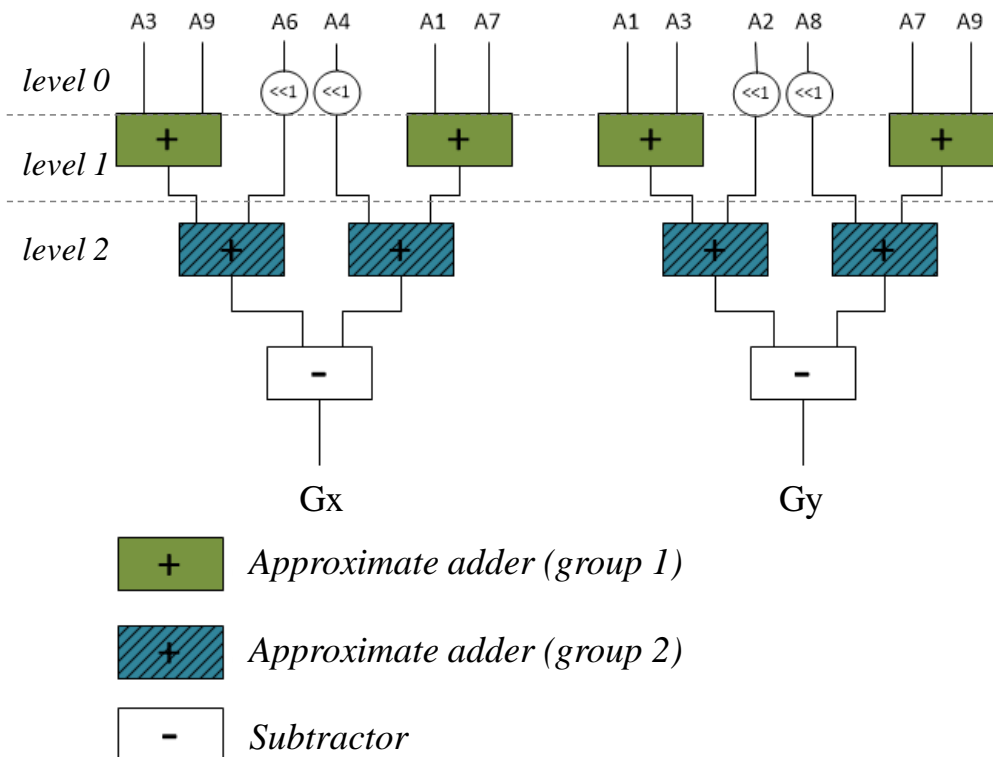 A3 A9 A6 A4 A1 A7 A1 A3 A2 A8 A7 A9
level 0 <<1 <<1 <<1 <<1
level 1 + + + +
level 2 + + + +
- -
Gx Gy
+ Approximate adder (group 1)
+ Approximate adder (group 2)
- Subtractor